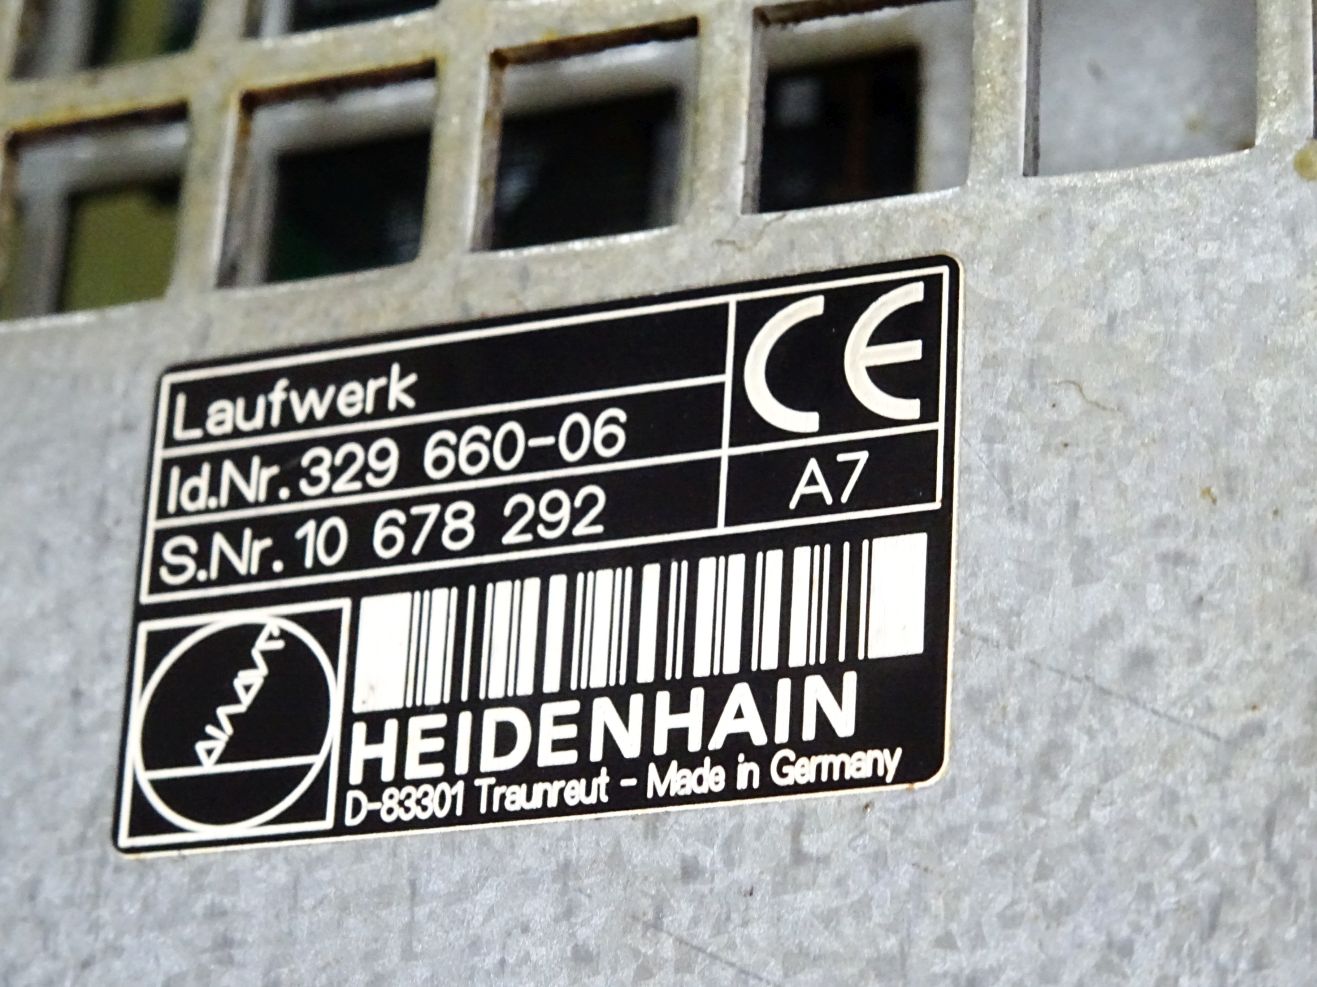 Laufwerk
Id.Nr. 329 660-06
S.Nr. 10 678 292
CE
A7
HEIDENHAIN
D-83301 Traunreut - Made in Germany